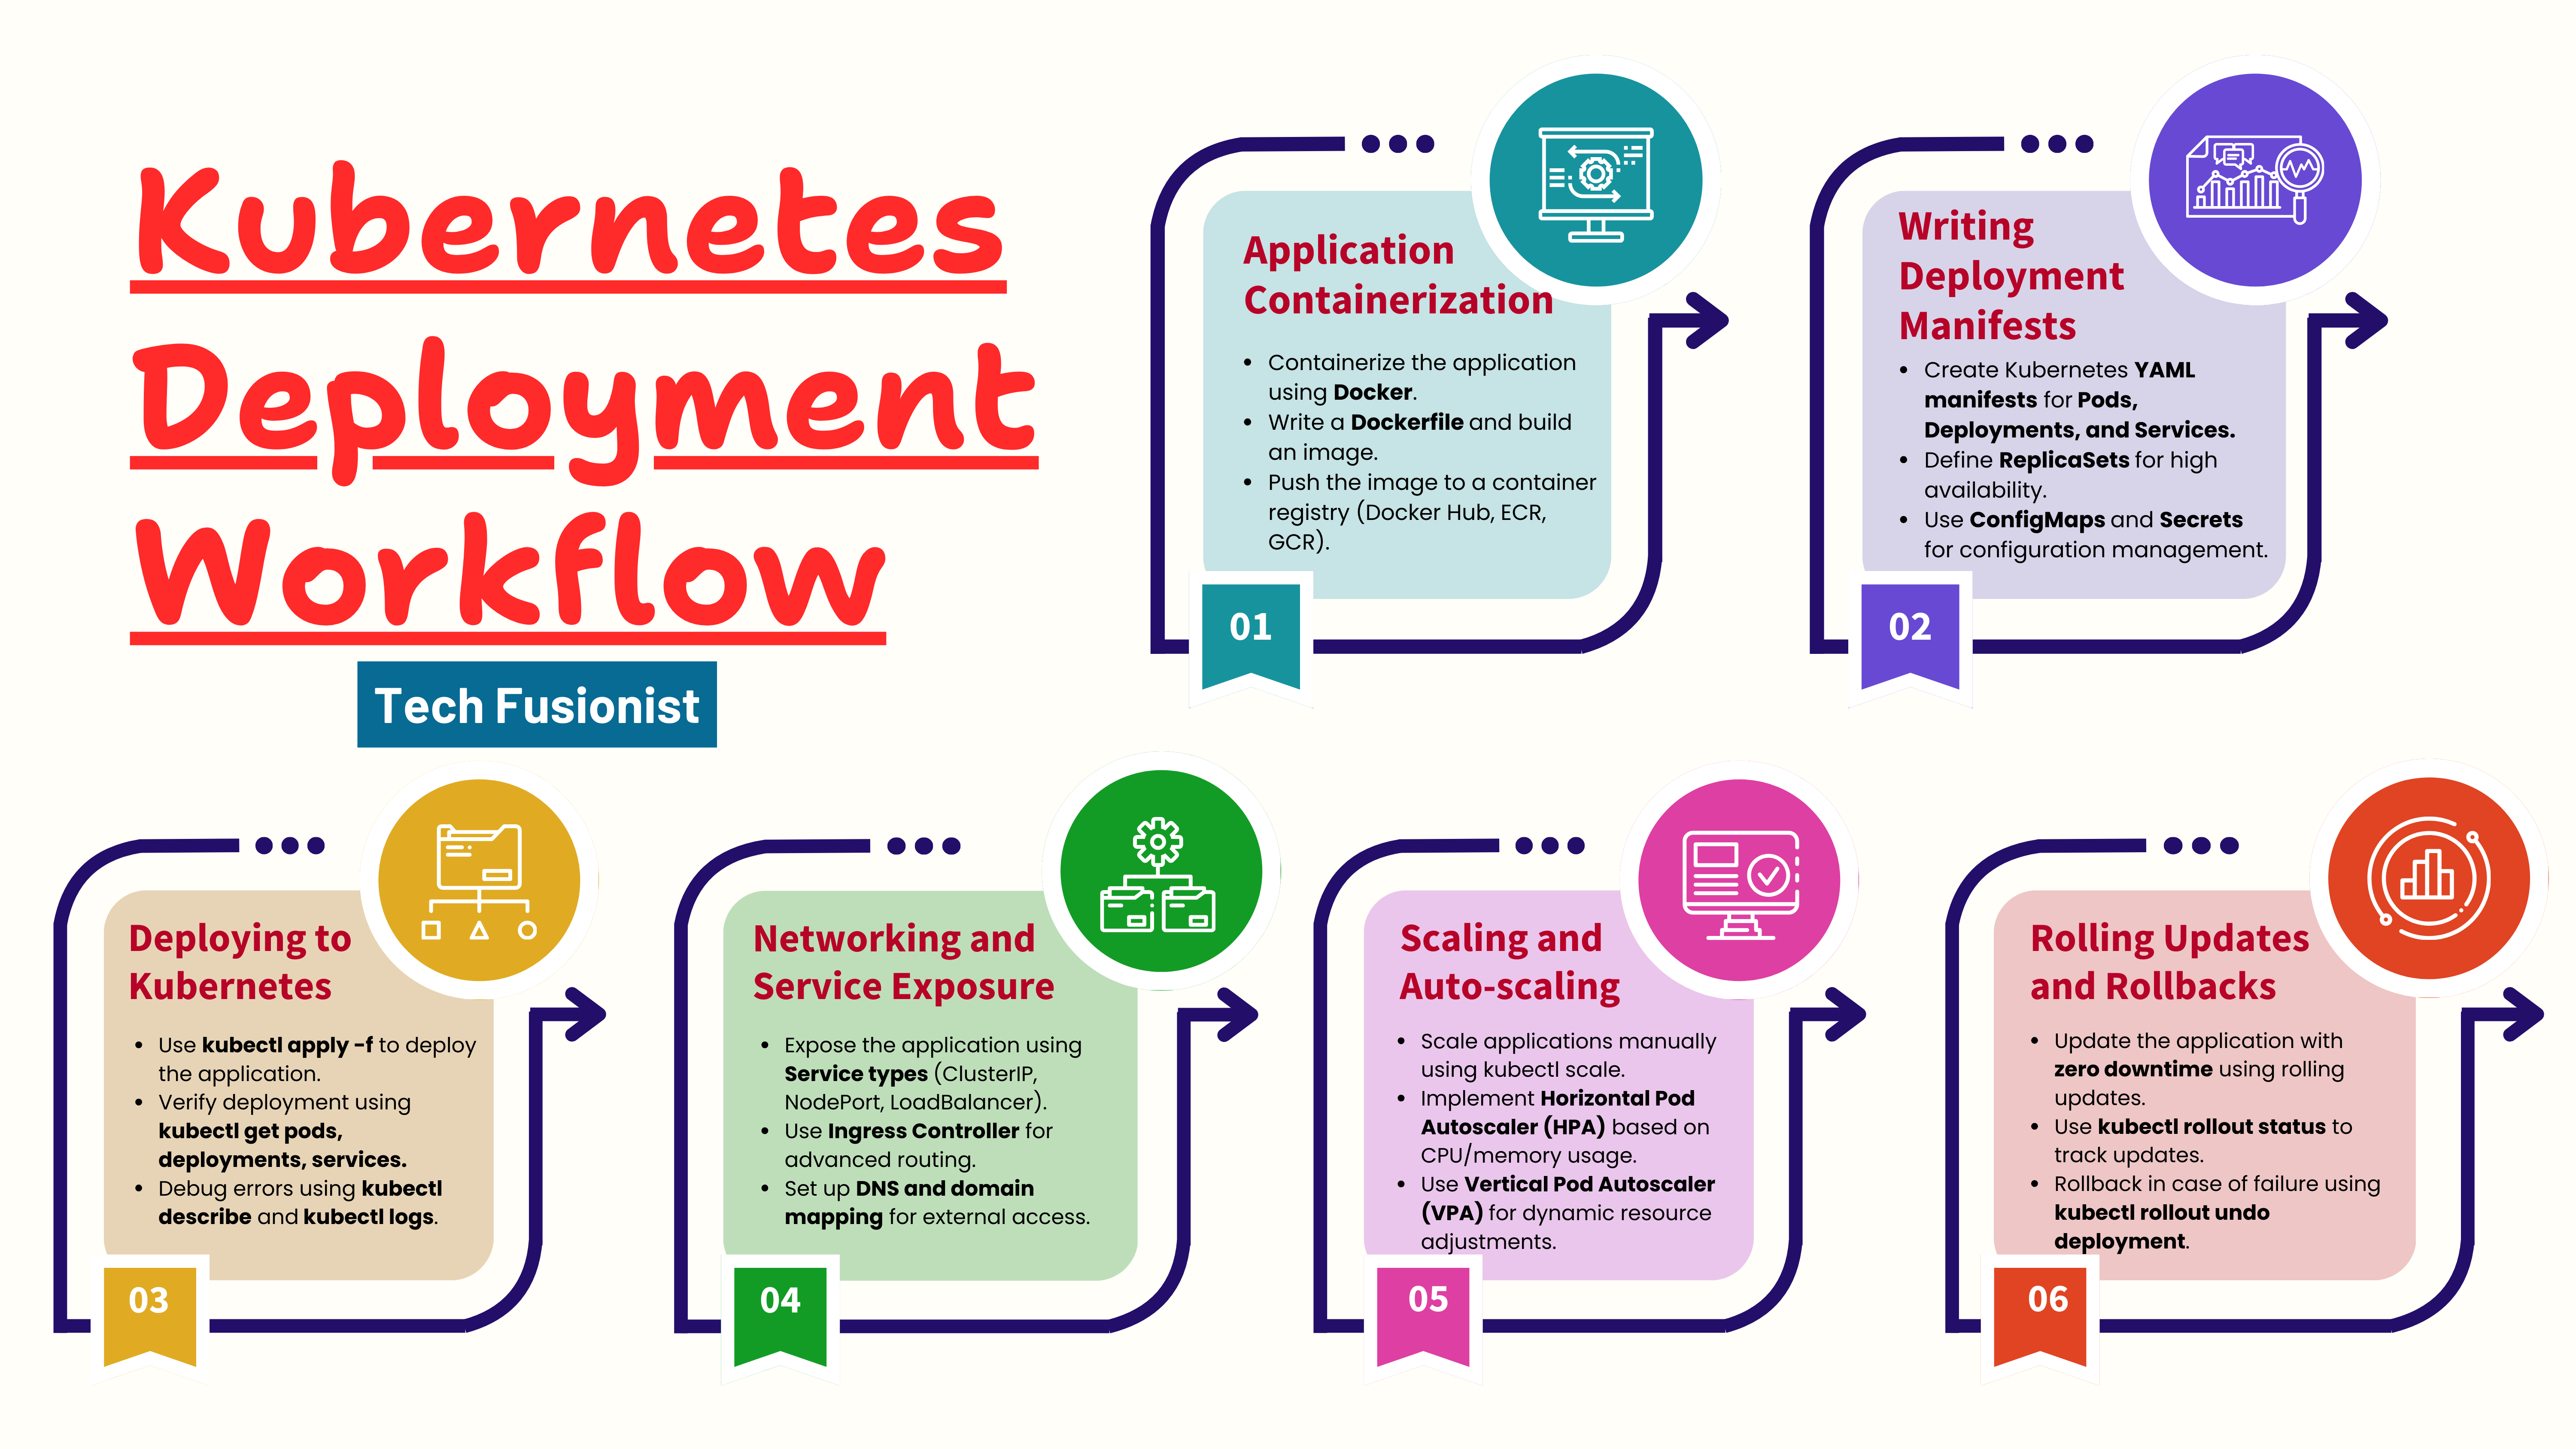 Kubernetes
Deployment
Workflow
Tech Fusionist
Application
Containerization
• Containerize the application
using Docker.
• Write a Dockerfile and build
an image.
• Push the image to a container
registry (Docker Hub, ECR,
GCR).
01
Writing
Deployment
Manifests
• Create Kubernetes YAML
manifests for Pods,
Deployments, and Services.
• Define ReplicaSets for high
availability.
• Use ConfigMaps and Secrets
for configuration management.
02
Deploying to
Kubernetes
• Use kubectl apply -f to deploy
the application.
• Verify deployment using
kubectl get pods,
deployments, services.
• Debug errors using kubectl
describe and kubectl logs.
03
Networking and
Service Exposure
• Expose the application using
Service types (ClusterIP,
NodePort, LoadBalancer).
• Use Ingress Controller for
advanced routing.
• Set up DNS and domain
mapping for external access.
04
Scaling and
Auto-scaling
• Scale applications manually
using kubectl scale.
• Implement Horizontal Pod
Autoscaler (HPA) based on
CPU/memory usage.
• Use Vertical Pod Autoscaler
(VPA) for dynamic resource
adjustments.
05
Rolling Updates
and Rollbacks
• Update the application with
zero downtime using rolling
updates.
• Use kubectl rollout status to
track updates.
• Rollback in case of failure using
kubectl rollout undo
deployment.
06